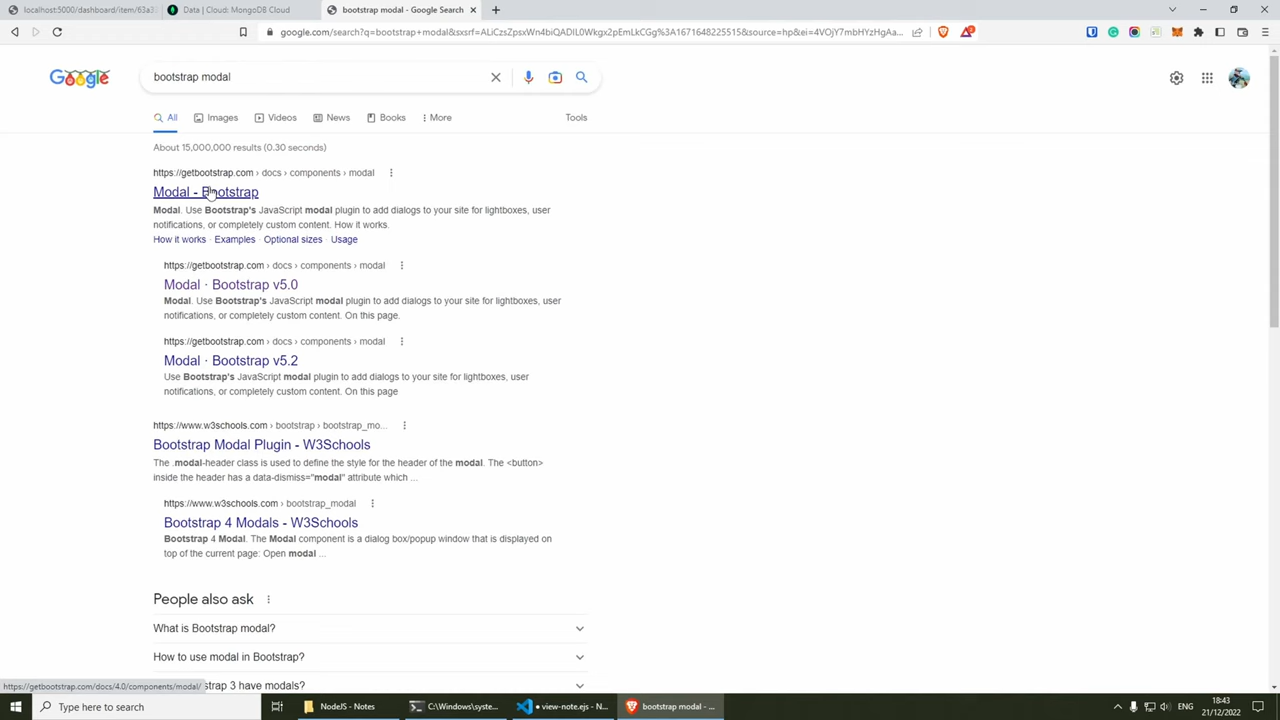 localhost:5000/dashboard/item/63a3
Data | Cloud: MongoDB Cloud
bootstrap modal - Google Search
google.com/search?q=bootstrap+modal&sxsrf=ALiCzsZpsxWn4biQADIL0Wkgx2pEmLkCGg%3A1671648225515&source=hp&ei=4VOjY7mbHYzHgAa...
Google
bootstrap modal
All
Images
Videos
News
Books
More
Tools
About 15,000,000 results (0.30 seconds)
https://getbootstrap.com › docs › components › modal
Modal - Bootstrap
Modal. Use Bootstrap's JavaScript modal plugin to add dialogs to your site for lightboxes, user
notifications, or completely custom content. How it works.
How it works · Examples · Optional sizes · Usage
https://getbootstrap.com › docs › components › modal
Modal · Bootstrap v5.0
Modal. Use Bootstrap's JavaScript modal plugin to add dialogs to your site for lightboxes, user
notifications, or completely custom content. On this page.
https://getbootstrap.com › docs › components › modal
Modal · Bootstrap v5.2
Use Bootstrap's JavaScript modal plugin to add dialogs to your site for lightboxes, user
notifications, or completely custom content. On this page
https://www.w3schools.com › bootstrap › bootstrap_mo...
Bootstrap Modal Plugin - W3Schools
The .modal-header class is used to define the style for the header of the modal. The <button>
inside the header has a data-dismiss="modal" attribute which ...
https://www.w3schools.com › bootstrap_modal
Bootstrap 4 Modals - W3Schools
Bootstrap 4 Modal. The Modal component is a dialog box/popup window that is displayed on
top of the current page: Open modal ...
People also ask
What is Bootstrap modal?
How to use modal in Bootstrap?
strap 3 have modals?
https://getbootstrap.com/docs/4.0/components/modal/
Type here to search
NodeJS - Notes
C:\Windows\syste...
• view-note.ejs - N...
bootstrap modal - ...
18:43
21/12/2022